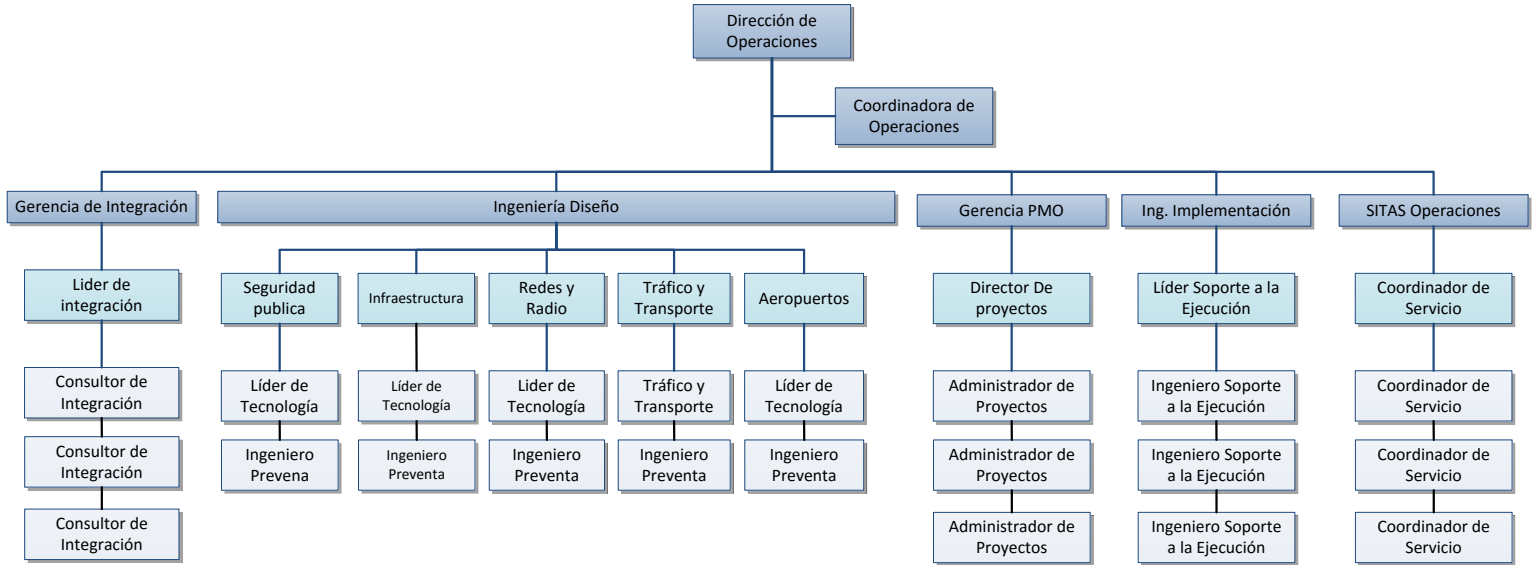 Dirección de
Operaciones
Coordinadora de
Operaciones
Gerencia de Integración
Ingeniería Diseño
Gerencia PMO
Ing. Implementación
SITAS Operaciones
Lider de
integración
Seguridad
publica
Infraestructura
Redes y
Radio
Tráfico y
Transporte
Aeropuertos
Director De
proyectos
Líder Soporte a la
Ejecución
Coordinador de
Servicio
Consultor de
Integración
Líder de
Tecnología
Líder de
Tecnología
Lider de
Tecnología
Tráfico y
Transporte
Líder de
Tecnología
Administrador de
Proyectos
Ingeniero Soporte
a la Ejecución
Coordinador de
Servicio
Consultor de
Integración
Ingeniero
Prevena
Ingeniero
Preventa
Ingeniero
Preventa
Ingeniero
Preventa
Ingeniero
Preventa
Administrador de
Proyectos
Ingeniero Soporte
a la Ejecución
Coordinador de
Servicio
Consultor de
Integración
Administrador de
Proyectos
Ingeniero Soporte
a la Ejecución
Coordinador de
Servicio